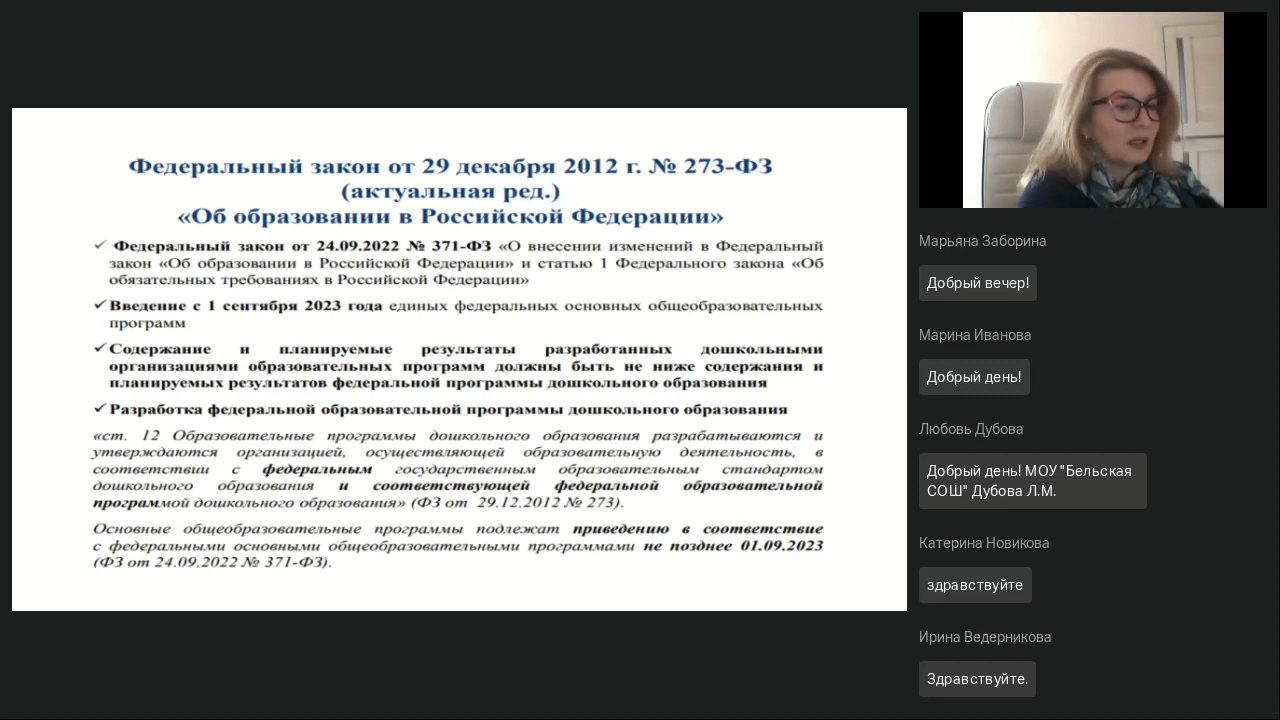 Федеральный закон от 29 декабря 2012 г. № 273-ФЗ
(актуальная ред.)
«Об образовании в Российской Федерации»
✓ Федеральный закон от 24.09.2022 № 371-ФЗ «О внесении изменений в Федеральный
закон «Об образовании в Российской Федерации» и статью 1 Федерального закона «Об
обязательных требованиях в Российской Федерации»
✓ Введение с 1 сентября 2023 года единых федеральных основных общеобразовательных
программ
✓ Содержание и планируемые результаты разработанных дошкольными
организациями образовательных программ должны быть не ниже содержания и
планируемых результатов федеральной программы дошкольного образования
✓ Разработка федеральной образовательной программы дошкольного образования
«ст. 12 Образовательные программы дошкольного образования разрабатываются и
утверждаются организацией, осуществляющей образовательную деятельность, в
соответствии с федеральным государственным образовательным стандартом
дошкольного образования и соответствующей федеральной образовательной
программой дошкольного образования» (ФЗ от 29.12.2012 № 273).
Основные общеобразовательные программы подлежат приведению в соответствие
с федеральными основными общеобразовательными программами не позднее 01.09.2023
(ФЗ от 24.09.2022 № 371-ФЗ).
Марьяна Заборина
Добрый вечер!
Марина Иванова
Добрый день!
Любовь Дубова
Добрый день! МОУ "Бельская
СОШ" Дубова Л.М.
Катерина Новикова
здравствуйте
Ирина Ведерникова
Здравствуйте.